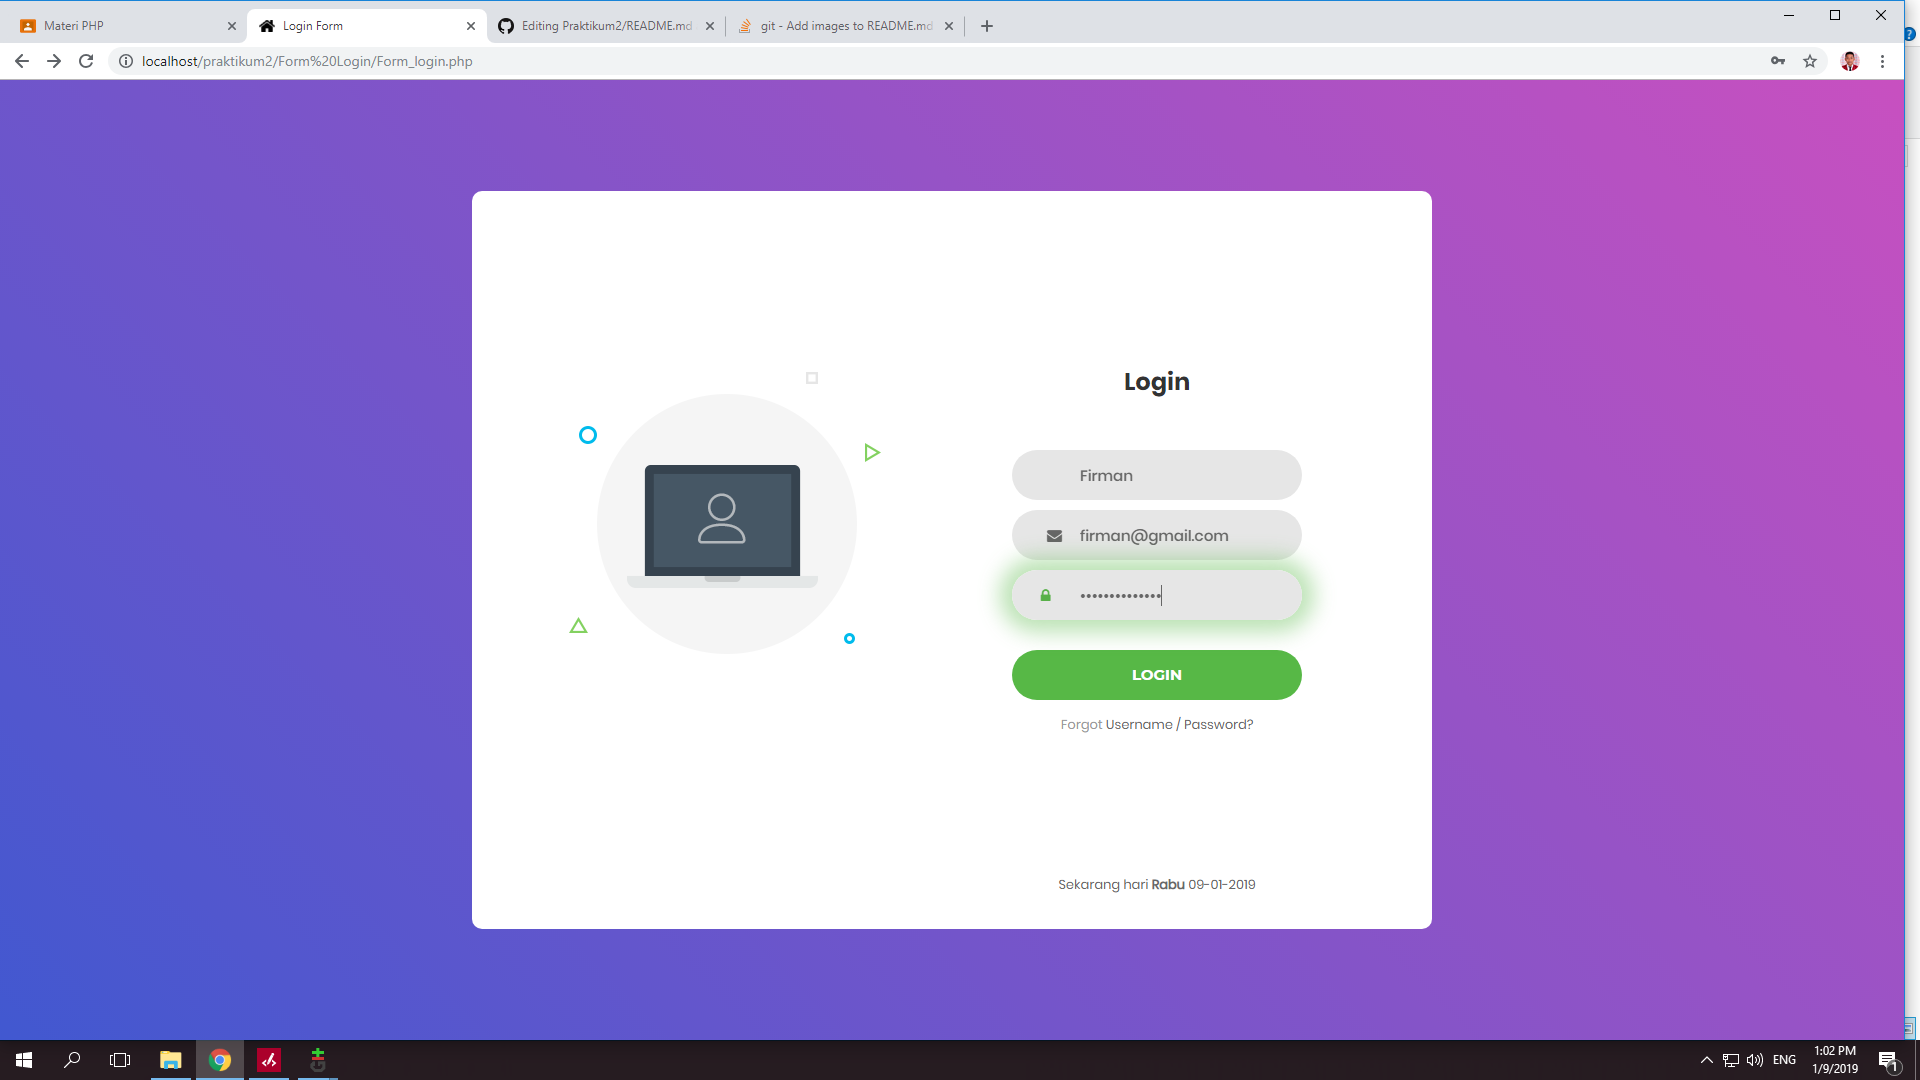 Materi PHP
Login Form
Editing Praktikum2/README.md
git - Add images to README.md
localhost/praktikum2/Form%20Login/Form_login.php
Login
Firman
firman@gmail.com
LOGIN
Forgot Username / Password?
Sekarang hari Rabu 09-01-2019
ENG
1:02 PM
1/9/2019
1